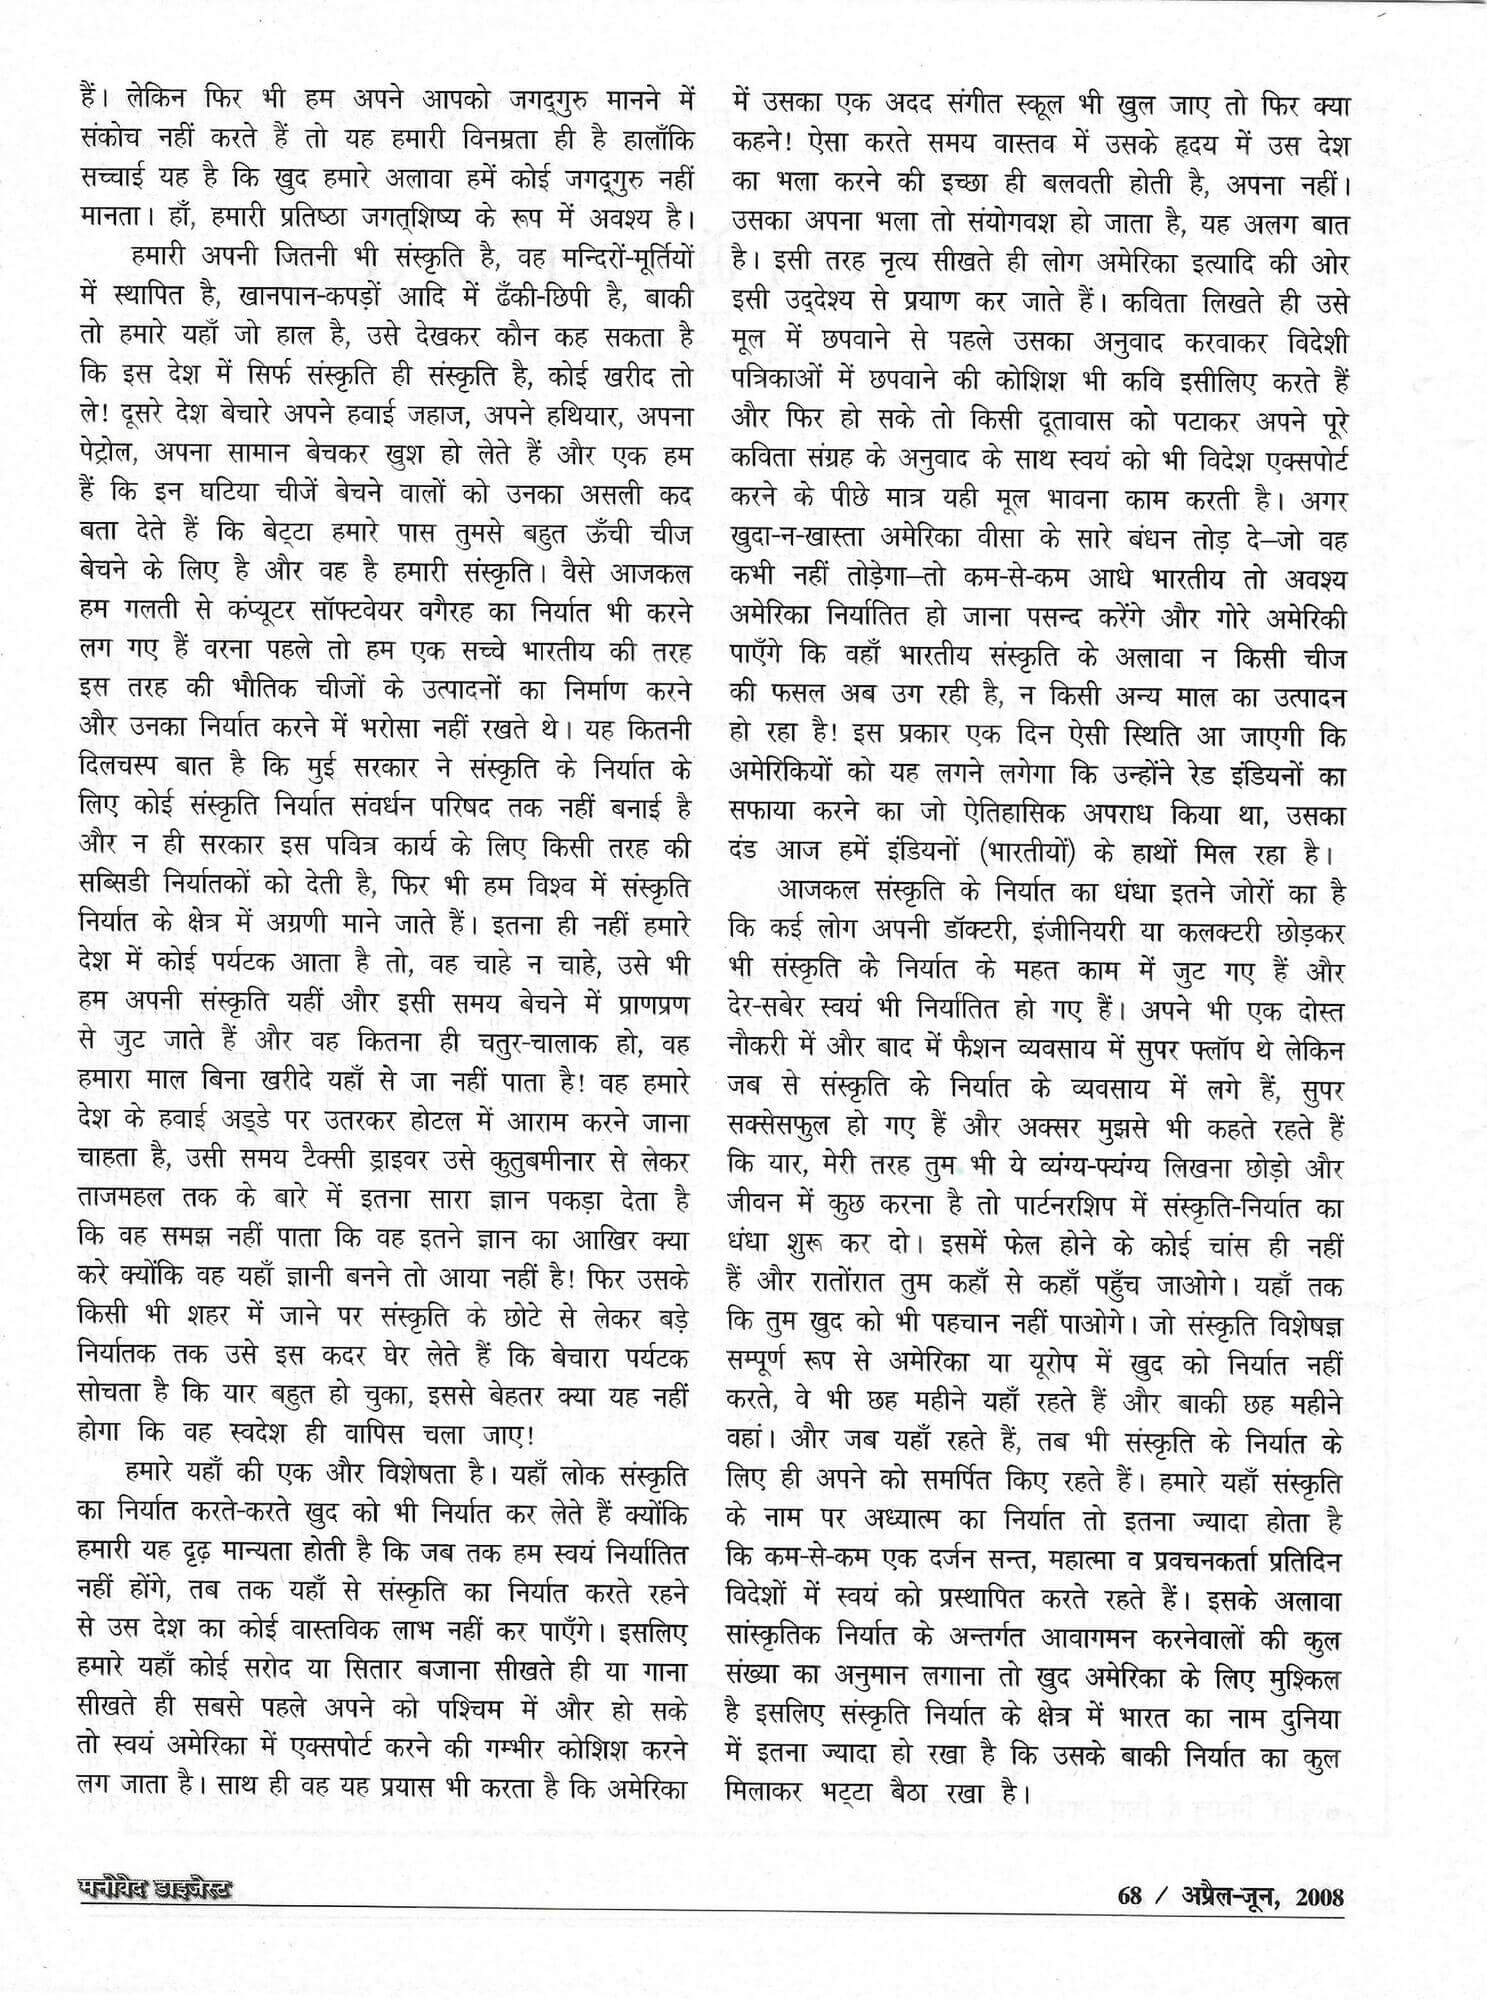 हैं। लेकिन फिर भी हम अपने आपको जगद्‌गुरु मानने में
संकोच नहीं करते हैं तो यह हमारी विनम्रता ही है हालाँकि
सच्चाई यह है कि खुद हमारे अलावा हमें कोई जगद्‌गुरु नहीं
मानता। हाँ, हमारी प्रतिष्ठा जगत्‌शिष्य के रूप में अवश्य है।
हमारी अपनी जितनी भी संस्कृति है, वह मन्दिरों-मूर्तियों
में स्थापित है, खानपान-कपड़ों आदि में ढँकी-छिपी है, बाकी
तो हमारे यहाँ जो हाल है, उसे देखकर कौन कह सकता है
कि इस देश में सिर्फ संस्कृति ही संस्कृति है, कोई खरीद तो
ले! दूसरे देश बेचारे अपने हवाई जहाज, अपने हथियार, अपना
पेट्रोल, अपना सामान बेचकर खुश हो लेते हैं और एक हम
हैं कि इन घटिया चीजें बेचने वालों को उनका असली कद
बता देते हैं कि बेट्‌टा हमारे पास तुमसे बहुत ऊँची चीज
बेचने के लिए है और वह है हमारी संस्कृति। वैसे आजकल
हम गलती से कंप्यूटर सॉफ्टवेयर वगैरह का निर्यात भी करने
लग गए हैं वरना पहले तो हम एक सच्चे भारतीय की तरह
इस तरह की भौतिक चीजों के उत्पादनों का निर्माण करने
और उनका निर्यात करने में भरोसा नहीं रखते थे। यह कितनी
दिलचस्प बात है कि मुई सरकार ने संस्कृति के निर्यात के
लिए कोई संस्कृति निर्यात संवर्धन परिषद तक नहीं बनाई है
और न ही सरकार इस पवित्र कार्य के लिए किसी तरह की
सब्सिडी निर्यातकों को देती है, फिर भी हम विश्व में संस्कृति
निर्यात के क्षेत्र में अग्रणी माने जाते हैं। इतना ही नहीं हमारे
देश में कोई पर्यटक आता है तो, वह चाहे न चाहे, उसे भी
हम अपनी संस्कृति यहीं और इसी समय बेचने में प्राणप्रण
से जुट जाते हैं और वह कितना ही चतुर-चालाक हो, वह
हमारा माल बिना खरीदे यहाँ से जा नहीं पाता है! वह हमारे
देश के हवाई अड्‌डे पर उतरकर होटल में आराम करने जाना
चाहता है, उसी समय टैक्सी ड्राइवर उसे कुतुबमीनार से लेकर
ताजमहल तक के बारे में इतना सारा ज्ञान पकड़ा देता है
कि वह समझ नहीं पाता कि वह इतने ज्ञान का आखिर क्या
करे क्योंकि वह यहाँ ज्ञानी बनने तो आया नहीं है! फिर उसके
किसी भी शहर में जाने पर संस्कृति के छोटे से लेकर बड़े
निर्यातक तक उसे इस कदर घेर लेते हैं कि बेचारा पर्यटक
सोचता है कि यार बहुत हो चुका, इससे बेहतर क्या यह नहीं
होगा कि वह स्वदेश ही वापिस चला जाए!
हमारे यहाँ की एक और विशेषता है। यहाँ लोक संस्कृति
का निर्यात करते-करते खुद को भी निर्यात कर लेते हैं क्योंकि
हमारी यह दृढ़ मान्यता होती है कि जब तक हम स्वयं निर्यातित
नहीं होंगे, तब तक यहाँ से संस्कृति का निर्यात करते रहने
से उस देश का कोई वास्तविक लाभ नहीं कर पाएँगे। इसलिए
हमारे यहाँ कोई सरोद या सितार बजाना सीखते ही या गाना
सीखते ही सबसे पहले अपने को पश्चिम में और हो सके
तो स्वयं अमेरिका में एक्सपोर्ट करने की गम्भीर कोशिश करने
लग जाता है। साथ ही वह यह प्रयास भी करता है कि अमेरिका
में उसका एक अदद संगीत स्कूल भी खुल जाए तो फिर क्या
कहने! ऐसा करते समय वास्तव में उसके हृदय में उस देश
का भला करने की इच्छा ही बलवती होती है, अपना नहीं।
उसका अपना भला तो संयोगवश हो जाता है, यह अलग बात
है। इसी तरह नृत्य सीखते ही लोग अमेरिका इत्यादि की ओर
इसी उद्‌देश्य से प्रयाण कर जाते हैं। कविता लिखते ही उसे
मूल में छपवाने से पहले उसका अनुवाद करवाकर विदेशी
पत्रिकाओं में छपवाने की कोशिश भी कवि इसीलिए करते हैं
और फिर हो सके तो किसी दूतावास को पटाकर अपने पूरे
कविता संग्रह के अनुवाद के साथ स्वयं को भी विदेश एक्सपोर्ट
करने के पीछे मात्र यही मूल भावना काम करती है। अगर
खुदा-न-खास्ता अमेरिका वीसा के सारे बंधन तोड़ दे–जो वह
कभी नहीं तोड़ेगा–तो कम-से-कम आधे भारतीय तो अवश्य
अमेरिका निर्यातित हो जाना पसन्द करेंगे और गोरे अमेरिकी
पाएँगे कि वहाँ भारतीय संस्कृति के अलावा न किसी चीज
की फसल अब उग रही है, न किसी अन्य माल का उत्पादन
हो रहा है! इस प्रकार एक दिन ऐसी स्थिति आ जाएगी कि
अमेरिकियों को यह लगने लगेगा कि उन्होंने रेड इंडियनों का
सफाया करने का जो ऐतिहासिक अपराध किया था, उसका
दंड आज हमें इंडियनों (भारतीयों) के हाथों मिल रहा है।
आजकल संस्कृति के निर्यात का धंधा इतने जोरों का है
कि कई लोग अपनी डॉक्टरी, इंजीनियरी या कलक्टरी छोड़कर
भी संस्कृति के निर्यात के महत काम में जुट गए हैं और
देर-सबेर स्वयं भी निर्यातित हो गए हैं। अपने भी एक दोस्त
नौकरी में और बाद में फैशन व्यवसाय में सुपर फ्लॉप थे लेकिन
जब से संस्कृति के निर्यात के व्यवसाय में लगे हैं, सुपर
सक्सेसफुल हो गए हैं और अक्सर मुझसे भी कहते रहते हैं
कि यार, मेरी तरह तुम भी ये व्यंग्य-फ्यंग्य लिखना छोड़ो और
जीवन में कुछ करना है तो पार्टनरशिप में संस्कृति-निर्यात का
धंधा शुरू कर दो। इसमें फेल होने के कोई चांस ही नहीं
हैं और रातोंरात तुम कहाँ से कहाँ पहुँच जाओगे। यहाँ तक
कि तुम खुद को भी पहचान नहीं पाओगे। जो संस्कृति विशेषज्ञ
सम्पूर्ण रूप से अमेरिका या यूरोप में खुद को निर्यात नहीं
करते, वे भी छह महीने यहाँ रहते हैं और बाकी छह महीने
वहां। और जब यहाँ रहते हैं, तब भी संस्कृति के निर्यात के
लिए ही अपने को समर्पित किए रहते हैं। हमारे यहाँ संस्कृति
के नाम पर अध्यात्म का निर्यात तो इतना ज्यादा होता है
कि कम-से-कम एक दर्जन सन्त, महात्मा व प्रवचनकर्ता प्रतिदिन
विदेशों में स्वयं को प्रस्थापित करते रहते हैं। इसके अलावा
सांस्कृतिक निर्यात के अन्तर्गत आवागमन करनेवालों की कुल
संख्या का अनुमान लगाना तो खुद अमेरिका के लिए मुश्किल
है इसलिए संस्कृति निर्यात के क्षेत्र में भारत का नाम दुनिया
में इतना ज्यादा हो रखा है कि उसके बाकी निर्यात का कुल
मिलाकर भट्‌टा बैठा रखा है।
मनोवेद डाइजेस्ट
68 / अप्रैल-जून, 2008